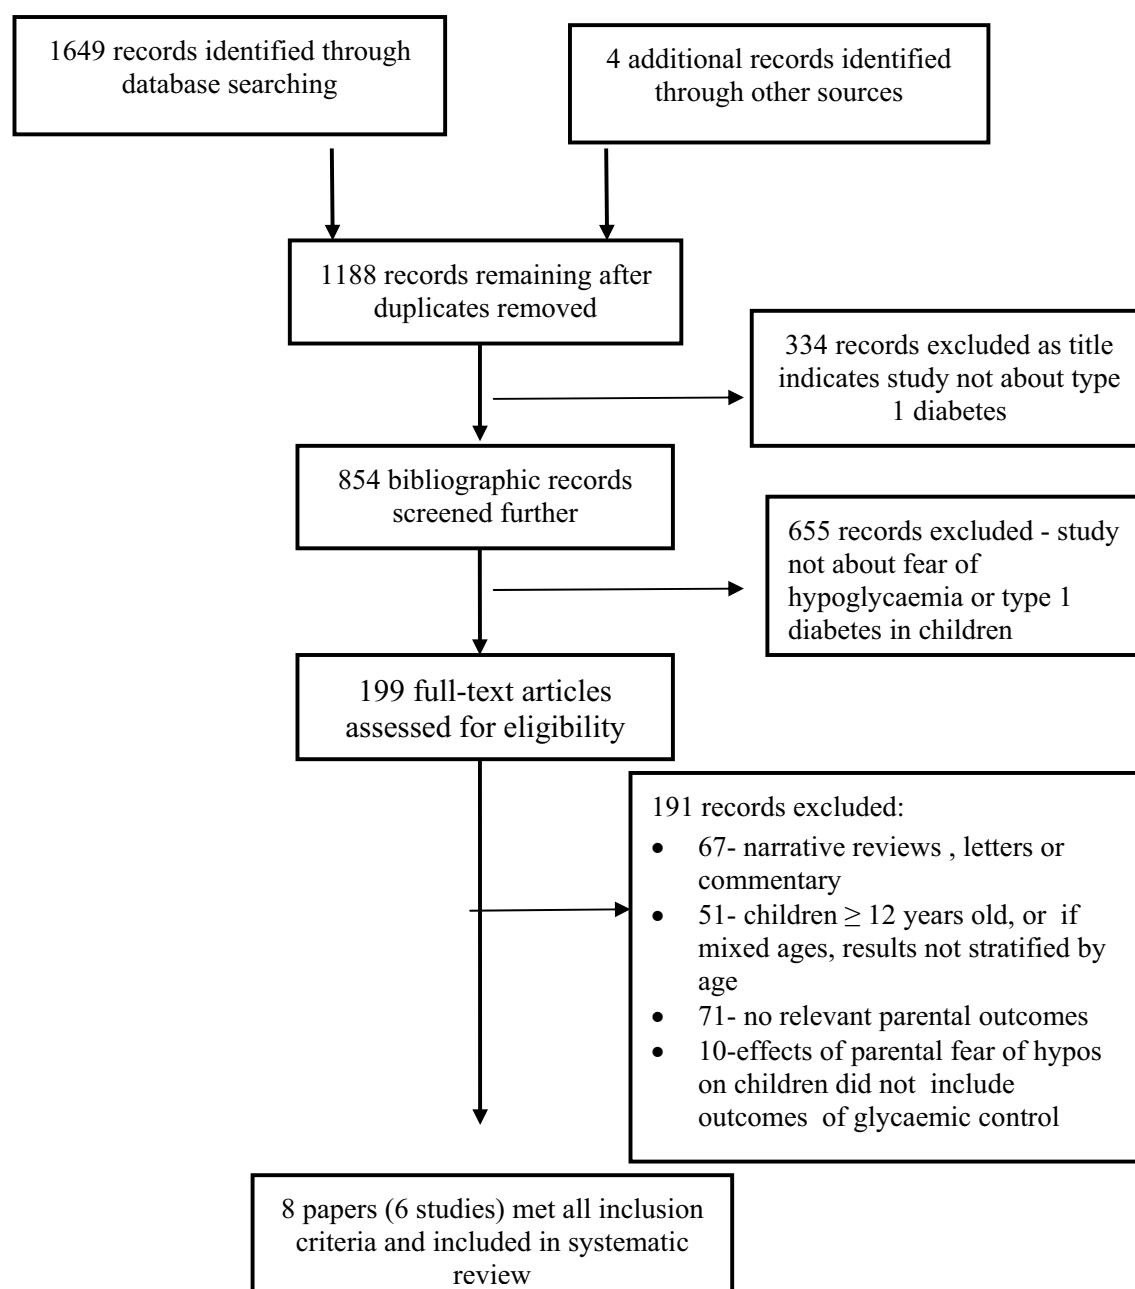 1649 records identified through
database searching
4 additional records identified
through other sources
1188 records remaining after
duplicates removed
334 records excluded as title
indicates study not about type
1 diabetes
854 bibliographic records
screened further
655 records excluded - study
not about fear of
hypoglycaemia or type 1
diabetes in children
199 full-text articles
assessed for eligibility
191 records excluded:
• 67- narrative reviews , letters or
commentary
• 51- children ≥ 12 years old, or if
mixed ages, results not stratified by
age
• 71- no relevant parental outcomes
• 10-effects of parental fear of hypos
on children did not include
outcomes of glycaemic control
8 papers (6 studies) met all inclusion
criteria and included in systematic
review